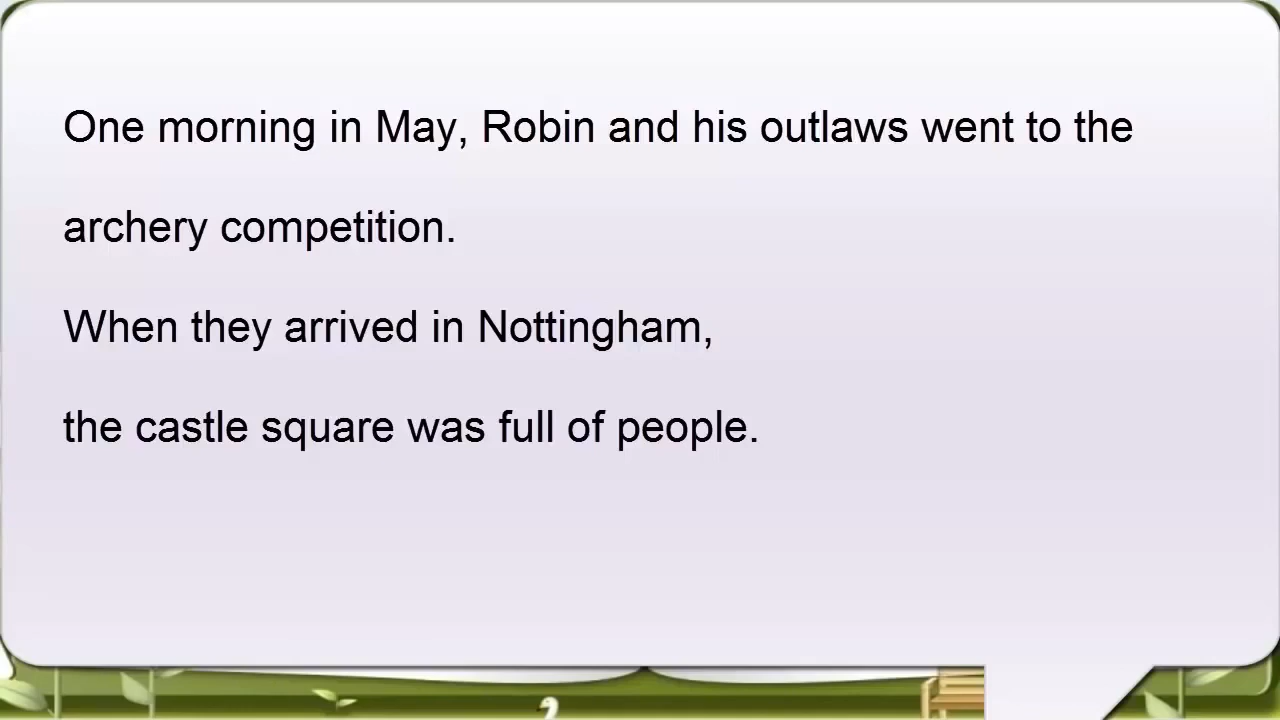 One morning in May, Robin and his outlaws went to the
archery competition.
When they arrived in Nottingham,
the castle square was full of people.